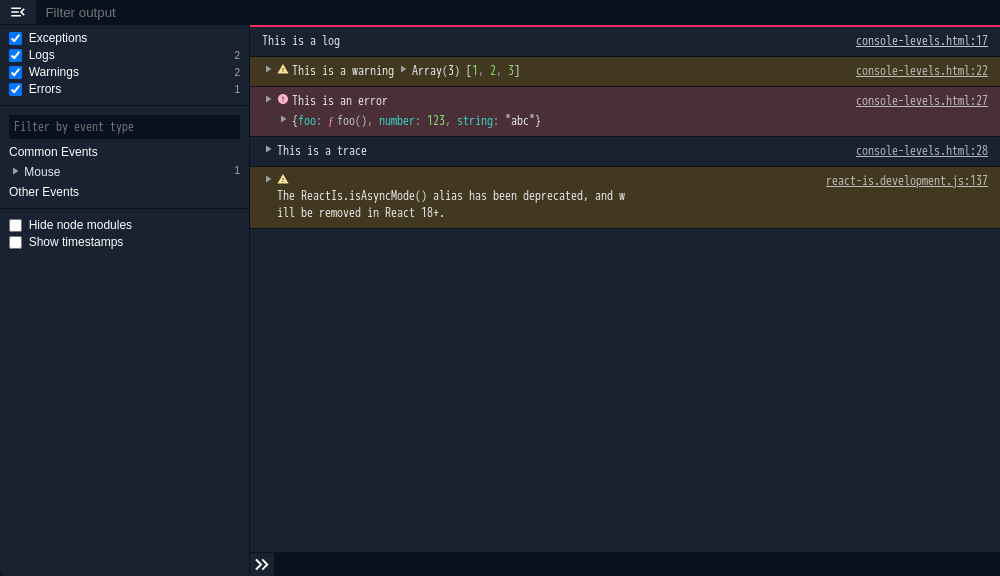 Filter output
Exceptions
Logs 2
Warnings 2
Errors 1
Filter by event type
Common Events
Mouse 1
Other Events
Hide node modules
Show timestamps
This is a log console-levels.html:17
This is a warning Array(3) [1, 2, 3] console-levels.html:22
This is an error console-levels.html:27
{foo: ƒ foo(), number: 123, string: "abc"}
This is a trace console-levels.html:28
react-is.development.js:137
The ReactIs.isAsyncMode() alias has been deprecated, and w
ill be removed in React 18+.